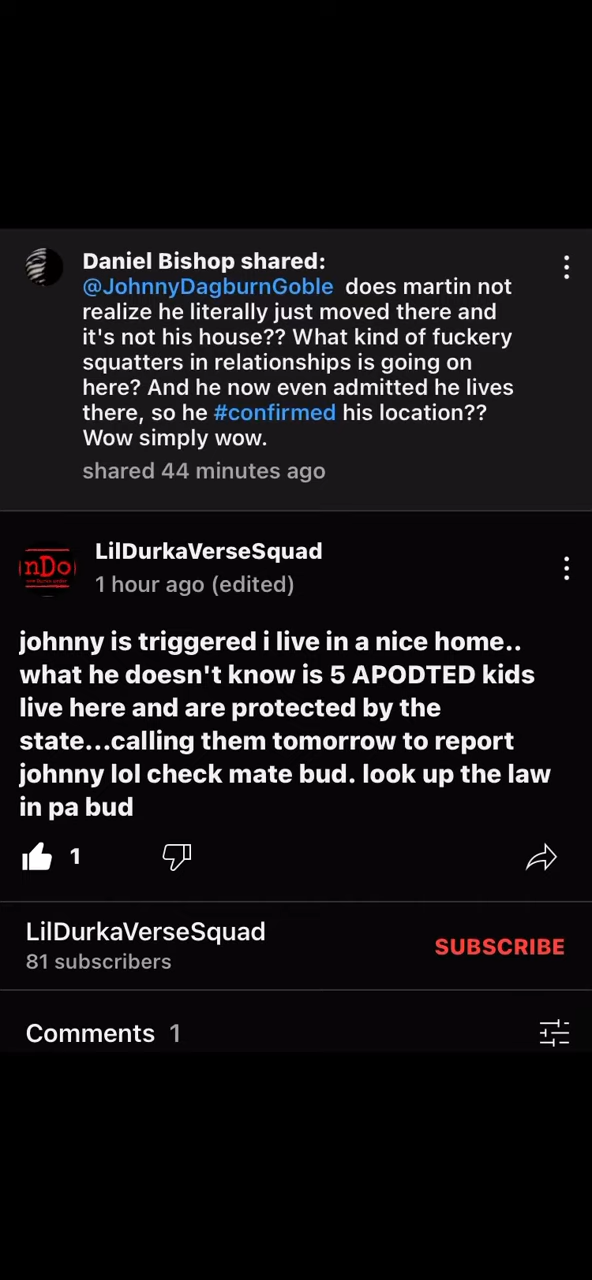 Daniel Bishop shared:
@JohnnyDagburnGoble does martin not
realize he literally just moved there and
it's not his house?? What kind of fuckery
squatters in relationships is going on
here? And he now even admitted he lives
there, so he #confirmed his location??
Wow simply wow.
shared 44 minutes ago
nDo
LilDurkaVerseSquad
1 hour ago (edited)
johnny is triggered i live in a nice home..
what he doesn't know is 5 APODTED kids
live here and are protected by the
state...calling them tomorrow to report
johnny lol check mate bud. look up the law
in pa bud
1
LilDurkaVerseSquad
81 subscribers
SUBSCRIBE
Comments 1